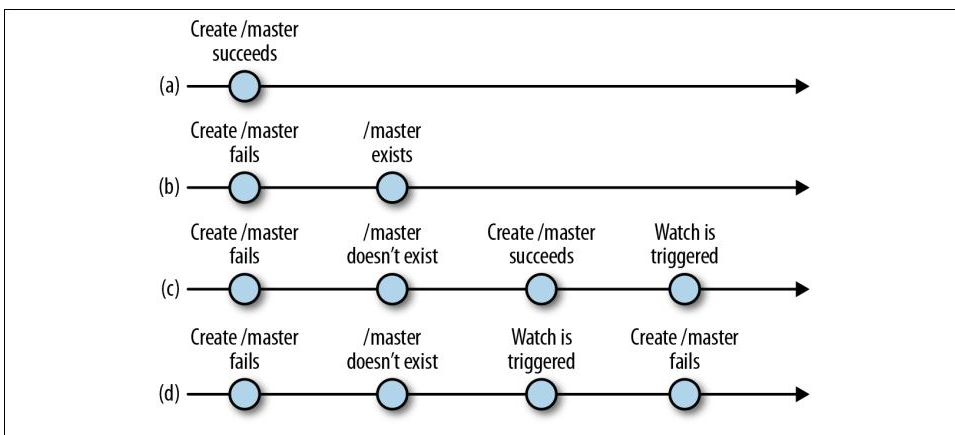 Create /master
succeeds
(a)
Create /master /master
fails exists
(b)
Create /master /master Create /master Watch is
fails doesn’t exist succeeds triggered
(c)
Create /master /master Watch is Create /master
fails doesn’t exist triggered fails
(d)